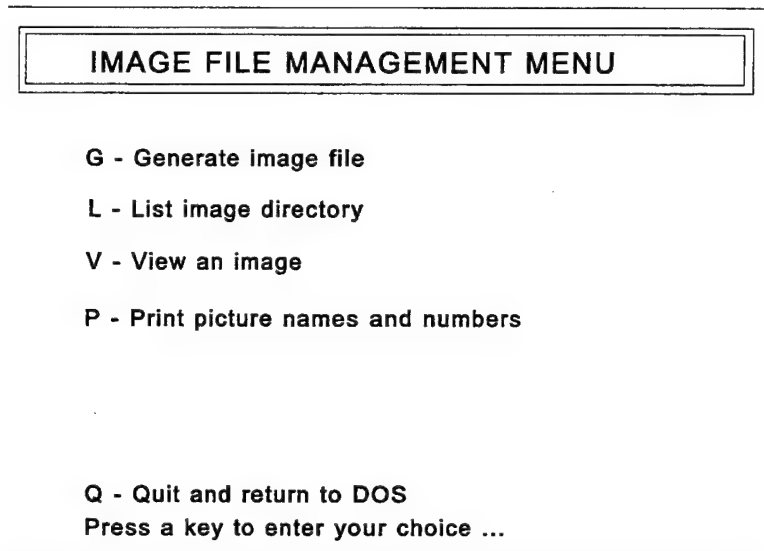 IMAGE FILE MANAGEMENT MENU
G - Generate image file
L - List image directory
V - View an image
P - Print picture names and numbers
Q - Quit and return to DOS
Press a key to enter your choice ...